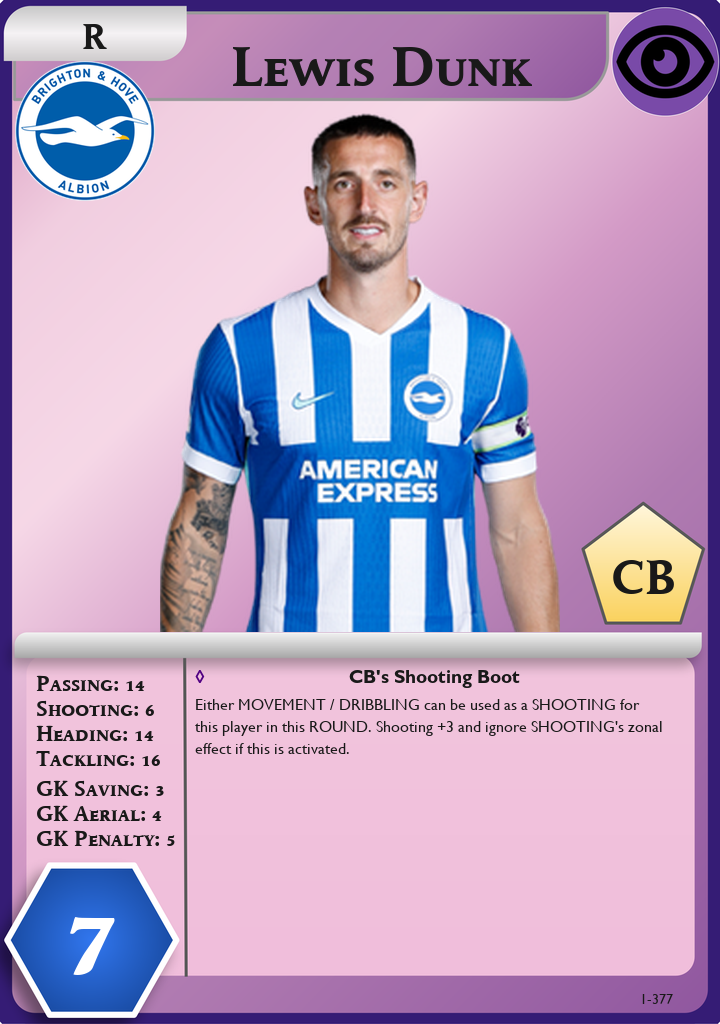 R
Lewis Dunk
BRIGHTON & HOVE
ALBION
AMERICAN
EXPRESS
CB
Passing: 14
Shooting: 6
Heading: 14
Tackling: 16
GK Saving: 3
GK Aerial: 4
GK Penalty: 5
7
CB's Shooting Boot
Either MOVEMENT / DRIBBLING can be used as a SHOOTING for
this player in this ROUND. Shooting +3 and ignore SHOOTING's zonal
effect if this is activated.
1-377